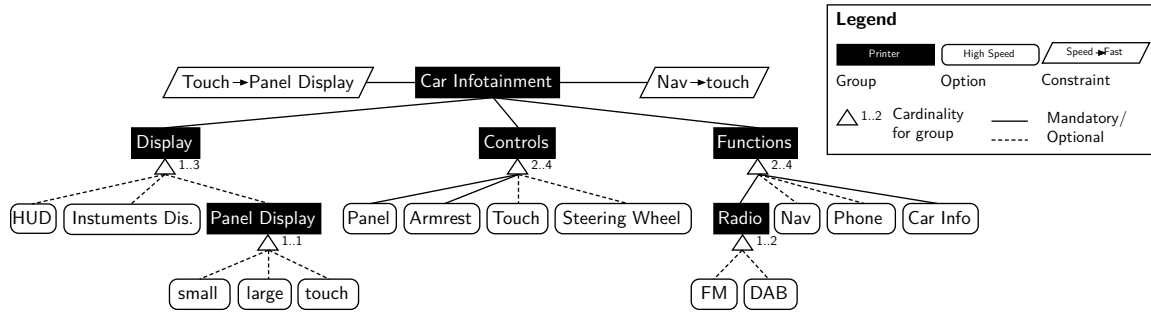 Legend
Printer High Speed Speed→Fast
Group Option Constraint
1..2 Cardinality for group
Mandatory/
Optional
Touch→Panel Display Car Infotainment Nav→touch
Display Controls Functions
1..3 2..4 2..4
HUD Instuments Dis. Panel Display Panel Armrest Touch Steering Wheel Radio Nav Phone Car Info
1..1 1..2
small large touch FM DAB